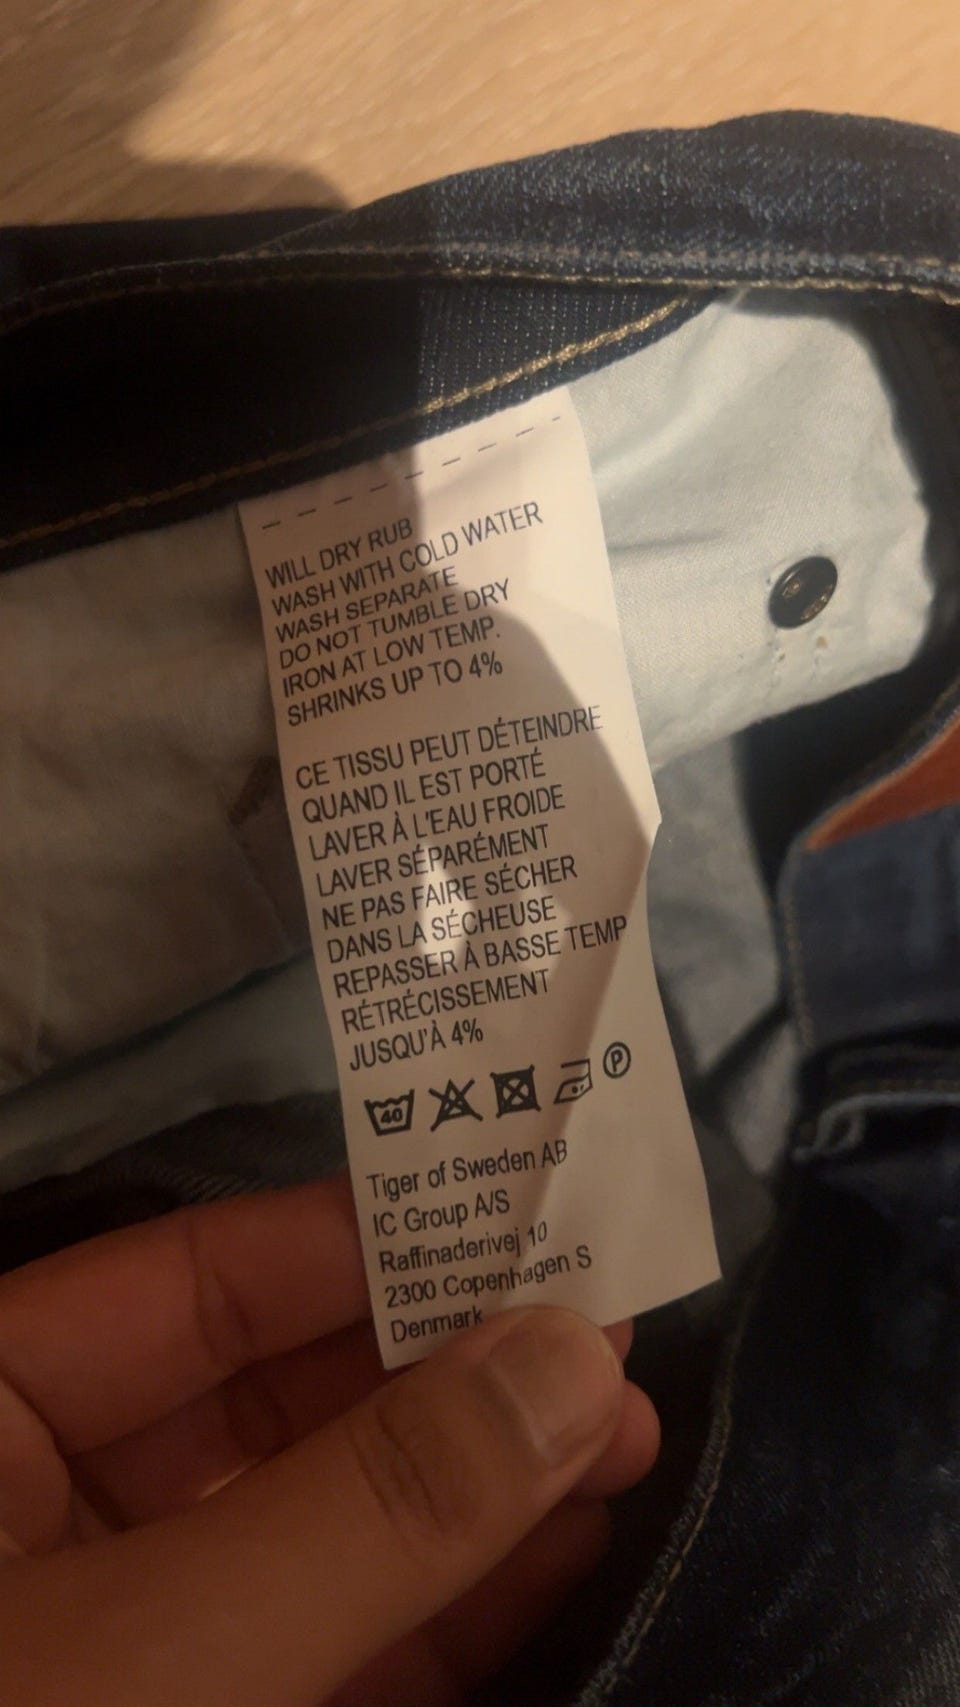 WILL DRY RUB
WASH WITH COLD WATER
WASH SEPARATE
DO NOT TUMBLE DRY
IRON AT LOW TEMP.
SHRINKS UP TO 4%
CE TISSU PEUT DÉTEINDRE
QUAND IL EST PORTÉ
LAVER À L'EAU FROIDE
LAVER SÉPARÉMENT
NE PAS FAIRE SÉCHER
DANS LA SÉCHEUSE
REPASSER À BASSE TEMP
RÉTRÉCISSEMENT
JUSQU'À 4%
40 P
Tiger of Sweden AB
IC Group A/S
Raffinaderivej 10
2300 Copenhagen S
Denmark